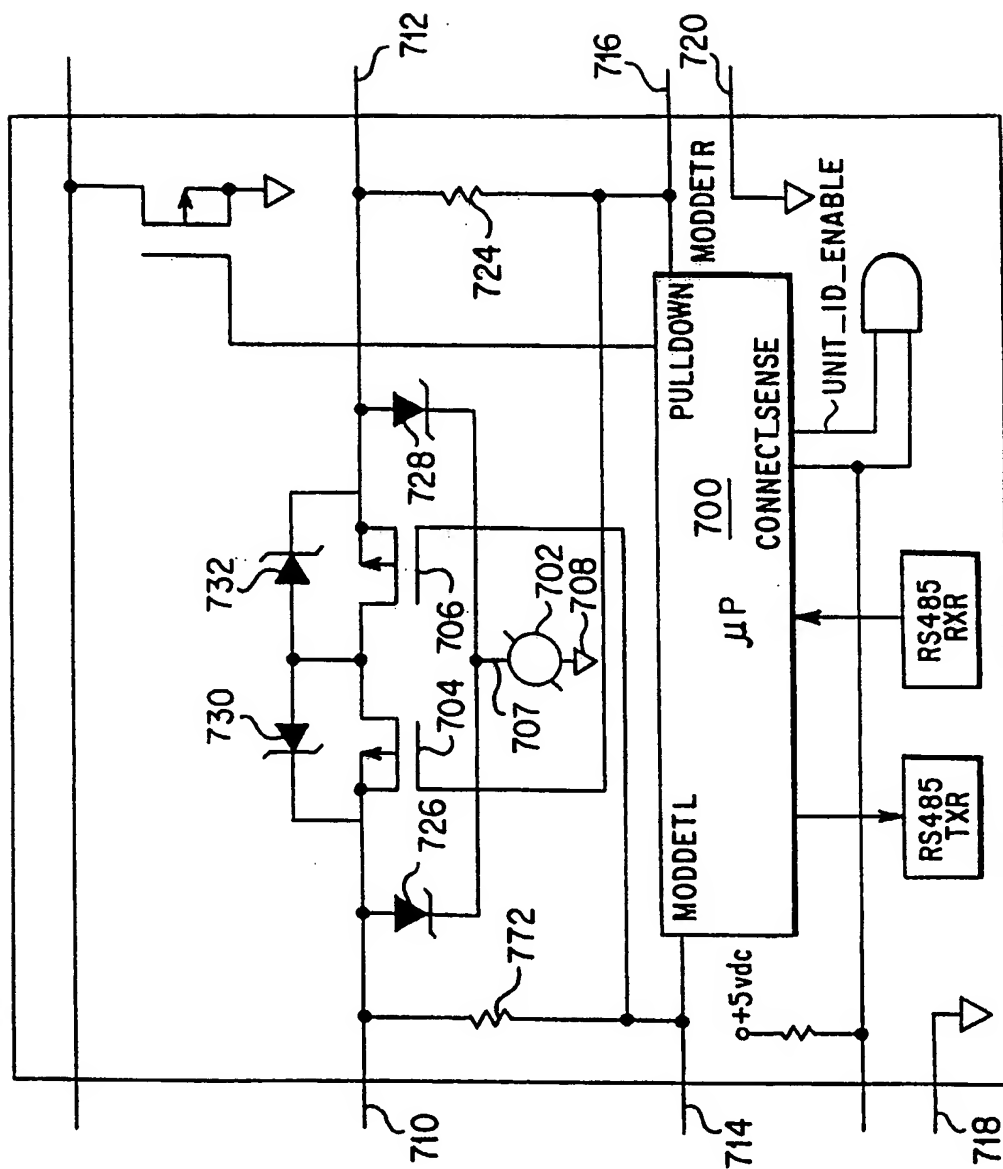 712
732
730
728
706
704
726
702
708
707
724
772
710
716
720
714
718
PULLDOWN
MODDETR
MODDETL
700
µP
CONNECT_SENSE
UNIT_ID_ENABLE
+5vdc
RS485
RXR
RS485
TXR